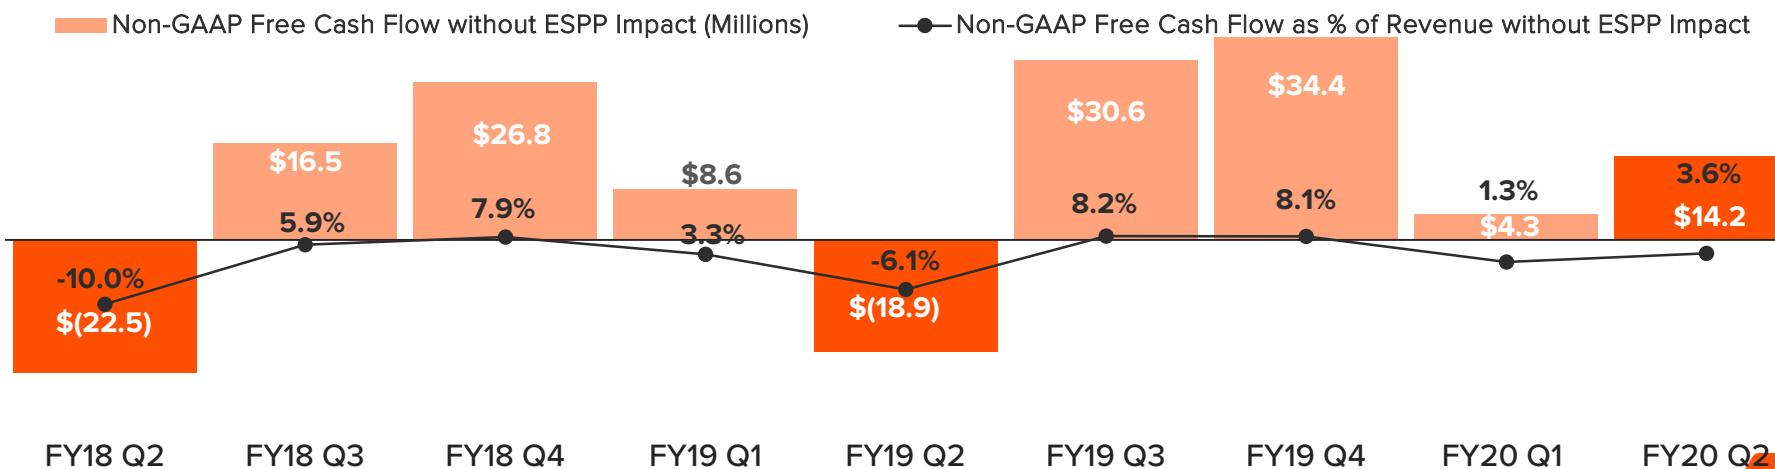 Non-GAAP Free Cash Flow without ESPP Impact (Millions)
Non-GAAP Free Cash Flow as % of Revenue without ESPP Impact
-10.0%
$(22.5)
$16.5
5.9%
$26.8
7.9%
$8.6
3.3%
-6.1%
$(18.9)
$30.6
8.2%
$34.4
8.1%
1.3%
$4.3
3.6%
$14.2
FY18 Q2
FY18 Q3
FY18 Q4
FY19 Q1
FY19 Q2
FY19 Q3
FY19 Q4
FY20 Q1
FY20 Q2